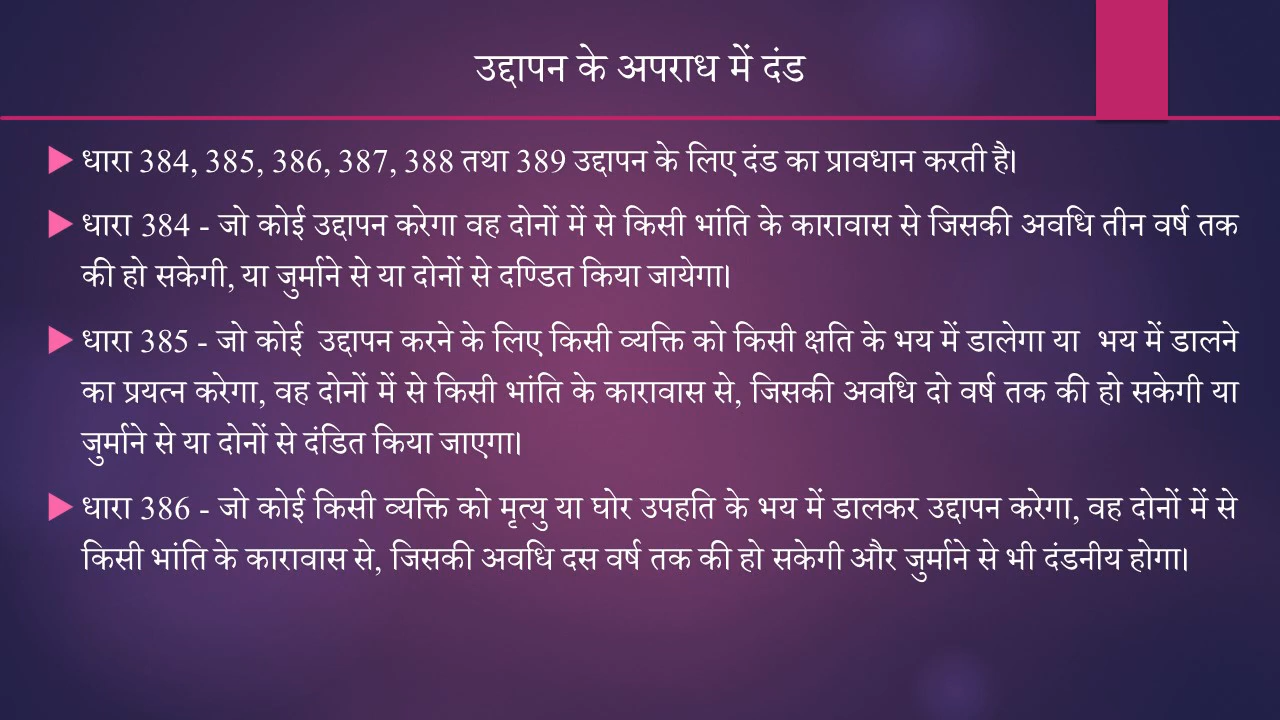 उद्दापन के अपराध में दंड
धारा 384, 385, 386, 387, 388 तथा 389 उद्दापन के लिए दंड का प्रावधान करती है।
धारा 384 - जो कोई उद्दापन करेगा वह दोनों में से किसी भांति के कारावास से जिसकी अवधि तीन वर्ष तक
की हो सकेगी, या जुर्माने से या दोनों से दण्डित किया जायेगा।
धारा 385 - जो कोई उद्दापन करने के लिए किसी व्यक्ति को किसी क्षति के भय में डालेगा या भय में डालने
का प्रयत्न करेगा, वह दोनों में से किसी भांति के कारावास से, जिसकी अवधि दो वर्ष तक की हो सकेगी या
जुर्माने से या दोनों से दंडित किया जाएगा।
धारा 386 - जो कोई किसी व्यक्ति को मृत्यु या घोर उपहति के भय में डालकर उद्दापन करेगा, वह दोनों में से
किसी भांति के कारावास से, जिसकी अवधि दस वर्ष तक की हो सकेगी और जुर्माने से भी दंडनीय होगा।